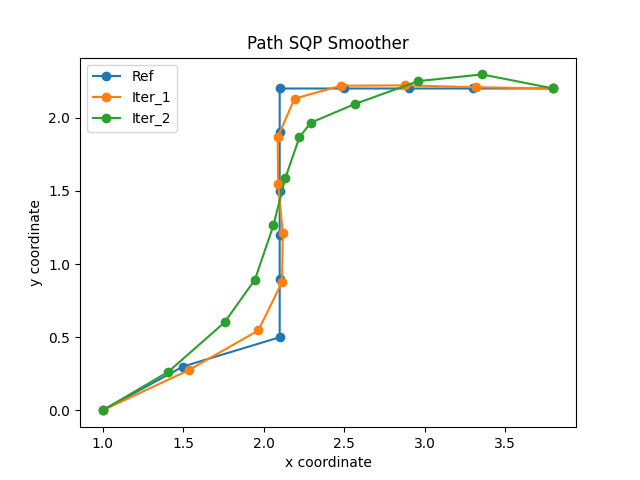 Path SQP Smoother
Ref
Iter_1
Iter_2
y coordinate
2.0
1.5
1.0
0.5
0.0
1.0 1.5 2.0 2.5 3.0 3.5
x coordinate